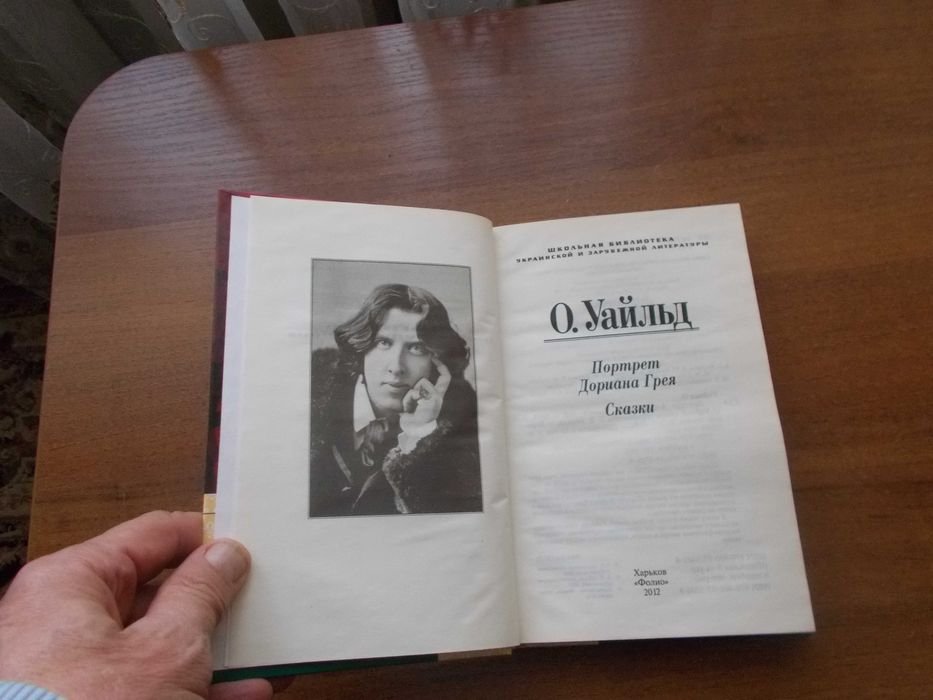 ШКОЛЬНАЯ БИБЛИОТЕКА
УКРАИНСКОЙ И ЗАРУБЕЖНОЙ ЛИТЕРАТУРЫ
О. Уайльд
Портрет
Дориана Грея
Сказки
Харьков
«Фолио»
2012